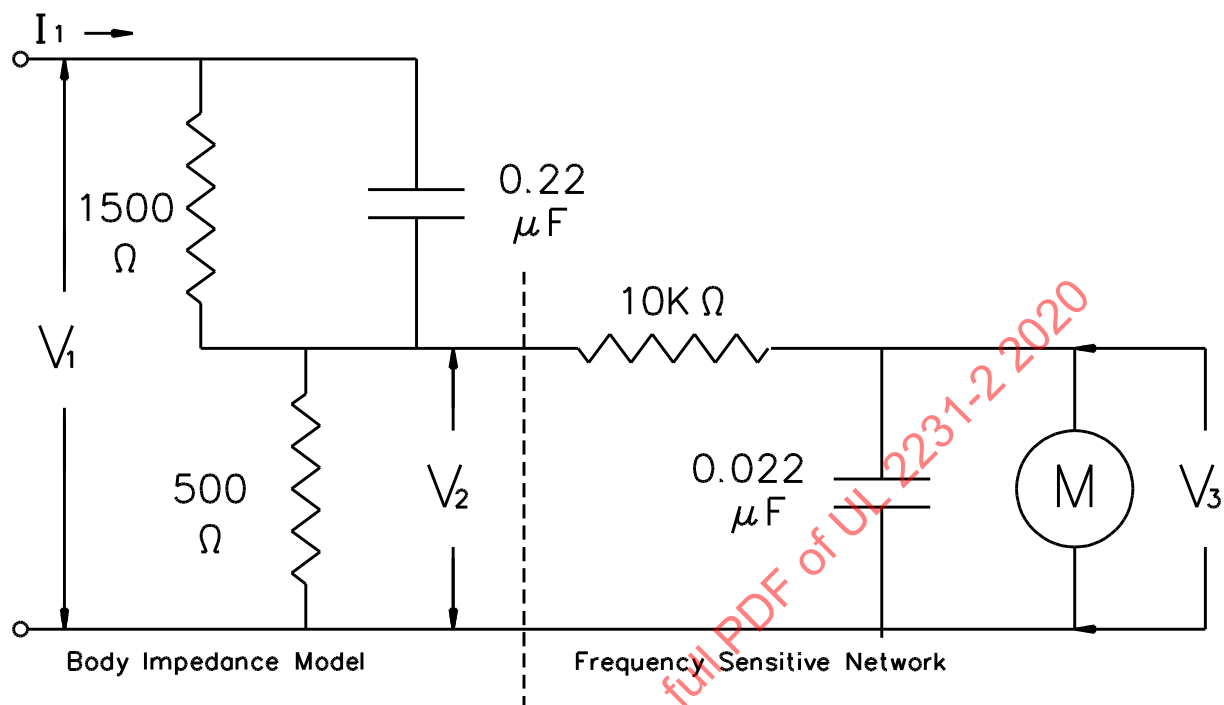 I1
1500
Ω
0.22
μF
V1
10KΩ
500
Ω
V2
0.022
μF
M
V3
Body Impedance Model
Frequency Sensitive Network
full PDF of UL 2231-2 2020